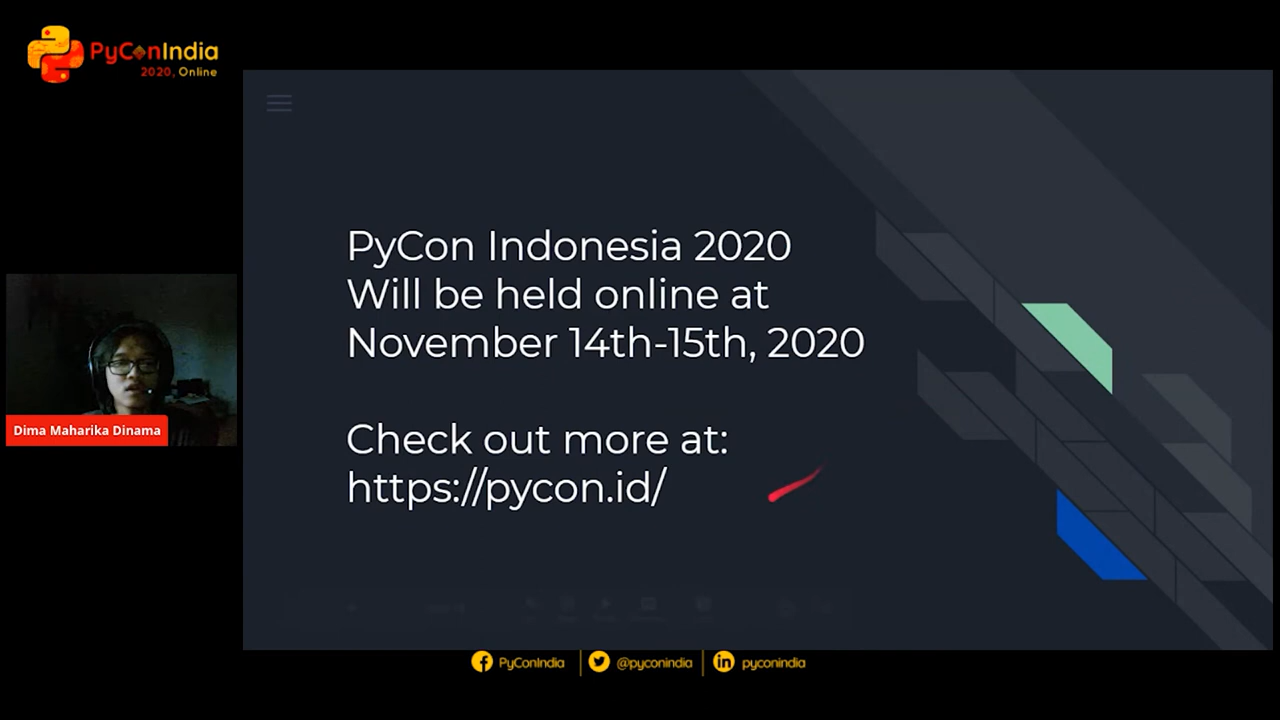 PyConIndia
2020, Online
PyCon Indonesia 2020
Will be held online at
November 14th-15th, 2020
Check out more at:
https://pycon.id/
Dima Maharika Dinama
PyConIndia
@pyconindia
pyconindia